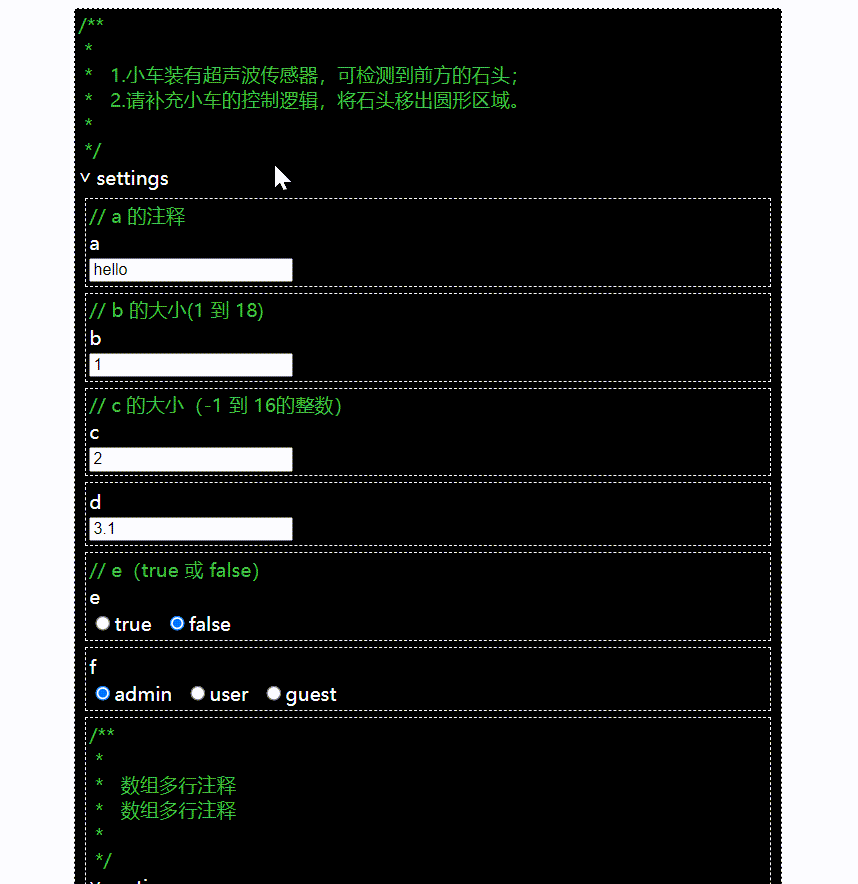 /**
*
* 1.小车装有超声波传感器，可检测到前方的石头；
* 2.请补充小车的控制逻辑，将石头移出圆形区域。
*
*/
˅ settings
// a 的注释
a
hello
// b 的大小(1 到 18)
b
1
// c 的大小（-1 到 16的整数）
c
2
d
3.1
// e（true 或 false）
e
true false
f
admin user guest
/**
*
* 数组多行注释
* 数组多行注释
*
*/